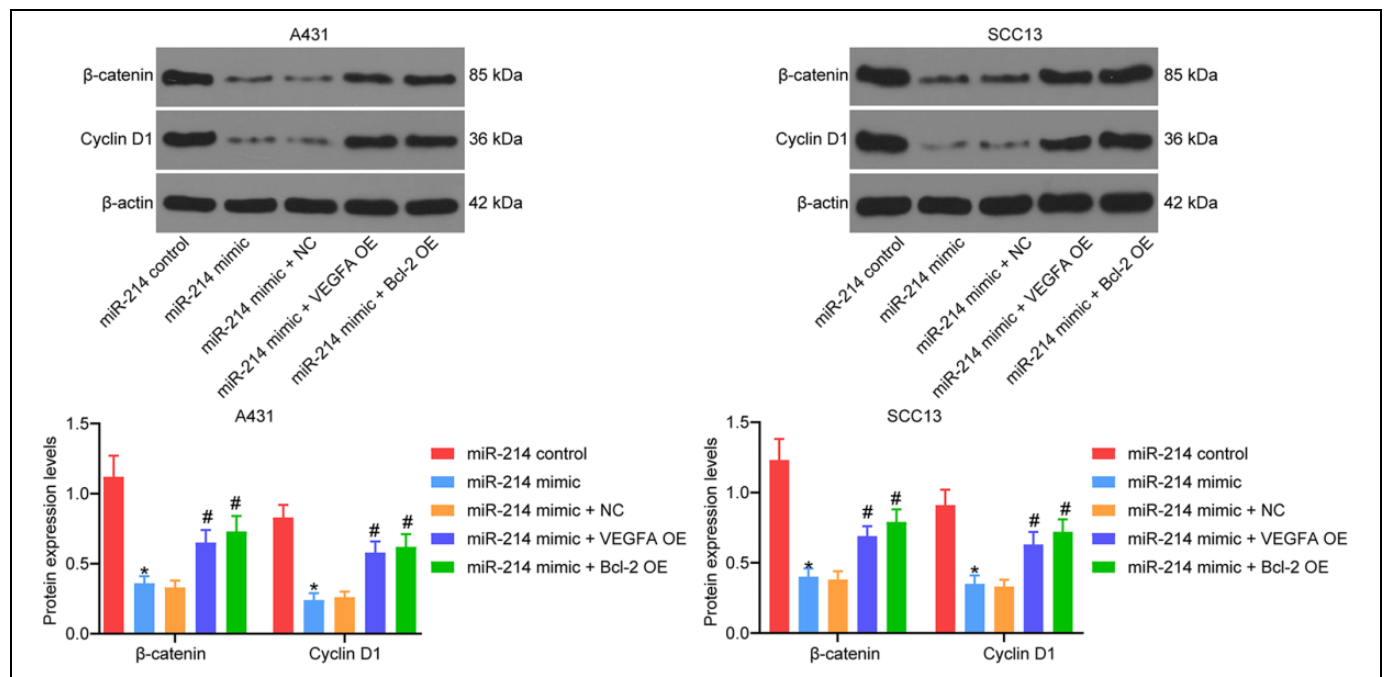 A431
β-catenin
85 kDa
Cyclin D1
36 kDa
β-actin
42 kDa
miR-214 control
miR-214 mimic
miR-214 mimic + NC
miR-214 mimic + VEGFA OE
miR-214 mimic + Bcl-2 OE
SCC13
β-catenin
85 kDa
Cyclin D1
36 kDa
β-actin
42 kDa
miR-214 control
miR-214 mimic
miR-214 mimic + NC
miR-214 mimic + VEGFA OE
miR-214 mimic + Bcl-2 OE
A431
Protein expression levels
1.5
1.0
0.5
0.0
*
#
#
*
#
#
β-catenin
Cyclin D1
miR-214 control
miR-214 mimic
miR-214 mimic + NC
miR-214 mimic + VEGFA OE
miR-214 mimic + Bcl-2 OE
SCC13
Protein expression levels
1.5
1.0
0.5
0.0
*
#
#
*
#
#
β-catenin
Cyclin D1
miR-214 control
miR-214 mimic
miR-214 mimic + NC
miR-214 mimic + VEGFA OE
miR-214 mimic + Bcl-2 OE